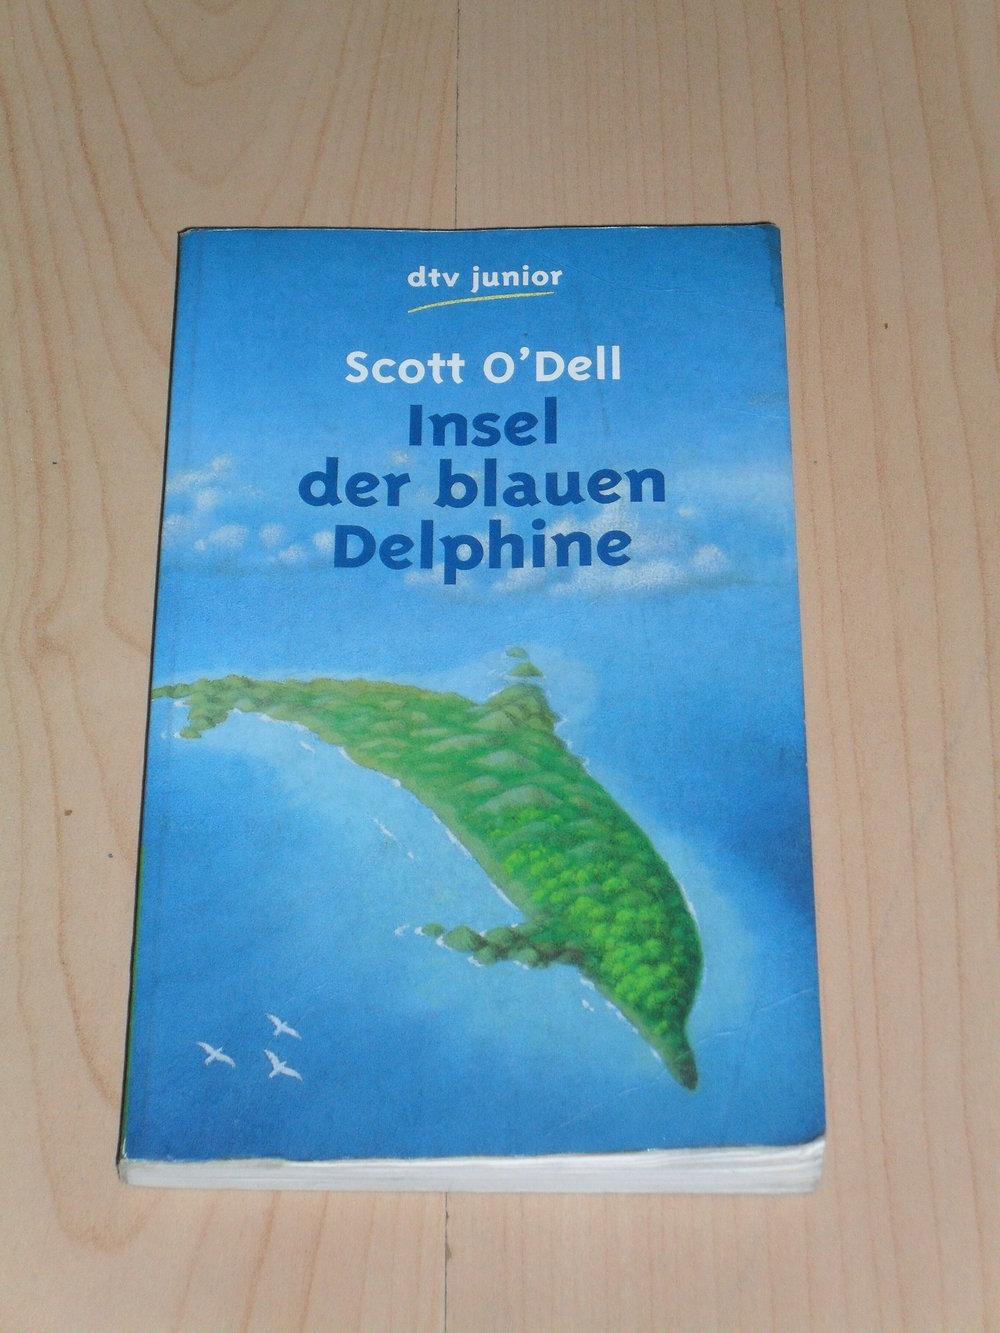 dtv junior
Scott O'Dell
Insel
der blauen
Delphine